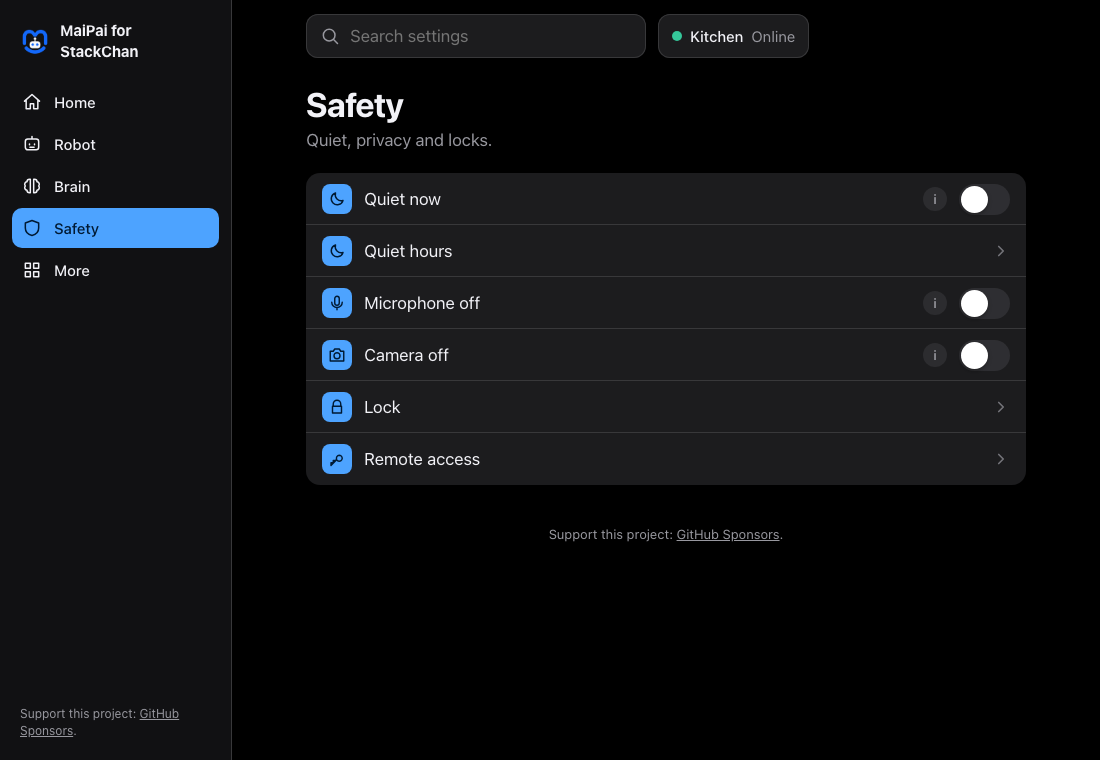 MaiPai for
StackChan
Home
Robot
Brain
Safety
More
Support this project: GitHub
Sponsors.
Search settings
Kitchen Online
Safety
Quiet, privacy and locks.
Quiet now
i
Quiet hours
Microphone off
i
Camera off
i
Lock
Remote access
Support this project: GitHub Sponsors.